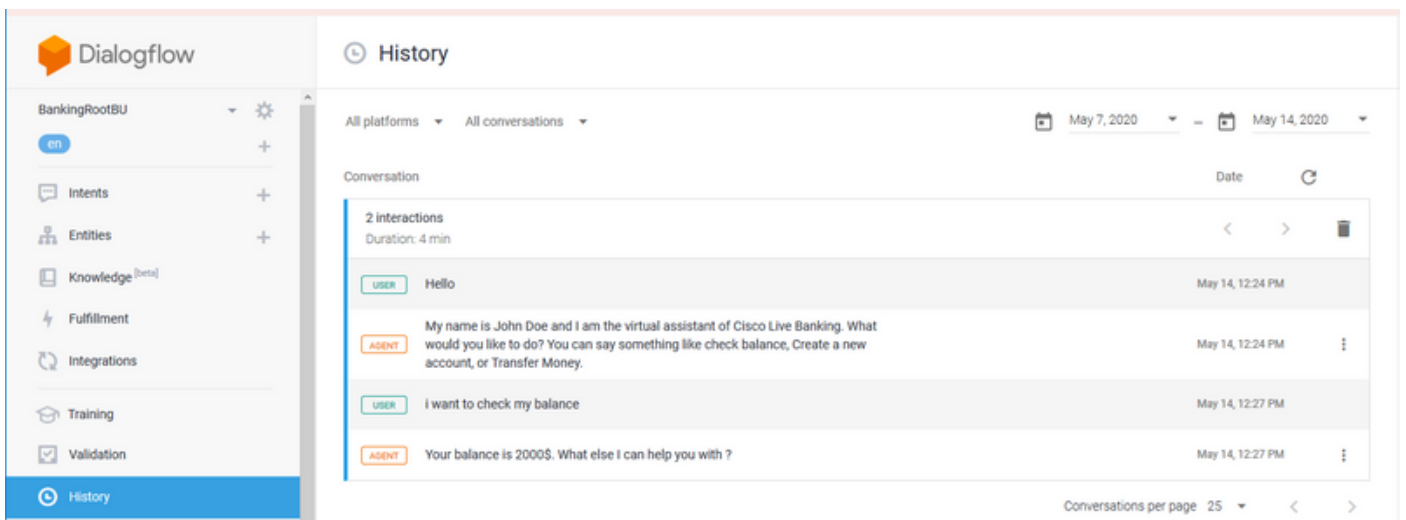 Dialogflow
History
BankingRootBU
en
Intents
Entities
Knowledge [beta]
Fulfillment
Integrations
Training
Validation
History
All platforms All conversations May 7, 2020 – May 14, 2020
Conversation Date
2 interactions
Duration: 4 min
USER Hello May 14, 12:24 PM
My name is John Doe and I am the virtual assistant of Cisco Live Banking. What
AGENT would you like to do? You can say something like check balance, Create a new May 14, 12:24 PM
account, or Transfer Money.
USER i want to check my balance May 14, 12:27 PM
AGENT Your balance is 2000$. What else I can help you with ? May 14, 12:27 PM
Conversations per page 25